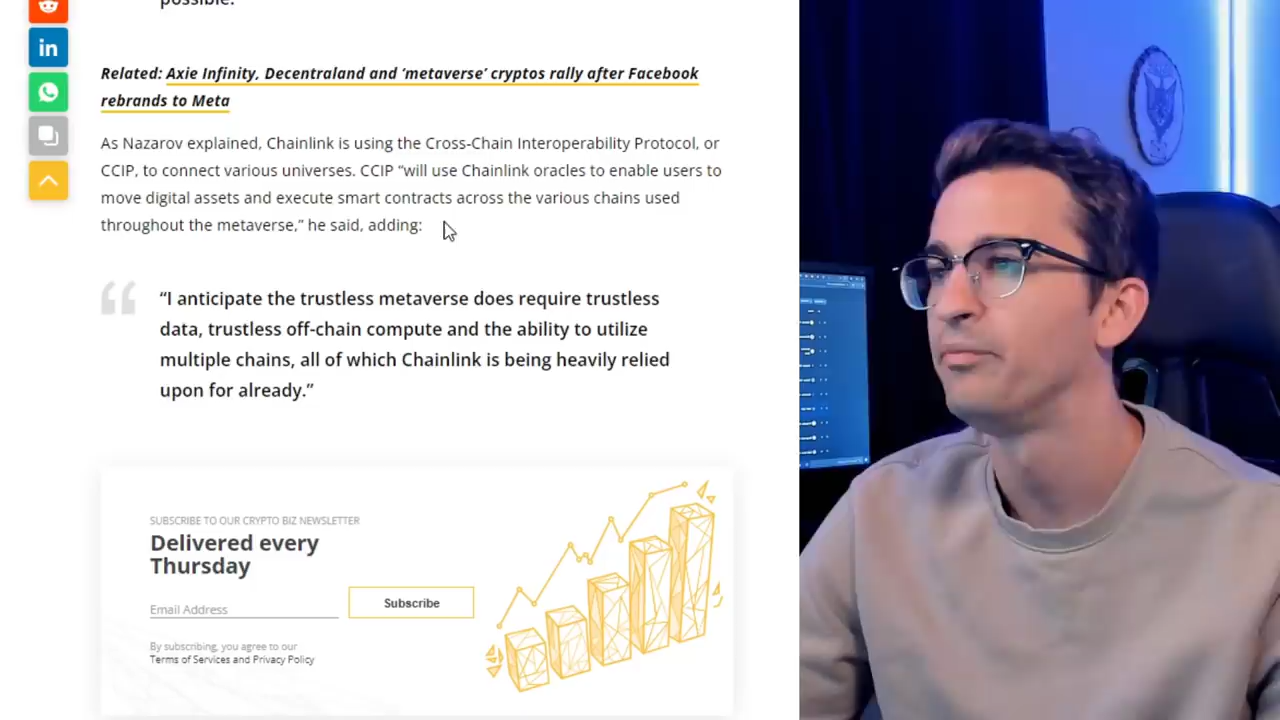 possible.
Related: Axie Infinity, Decentraland and ‘metaverse’ cryptos rally after Facebook
rebrands to Meta
As Nazarov explained, Chainlink is using the Cross-Chain Interoperability Protocol, or
CCIP, to connect various universes. CCIP “will use Chainlink oracles to enable users to
move digital assets and execute smart contracts across the various chains used
throughout the metaverse,” he said, adding:
“I anticipate the trustless metaverse does require trustless
data, trustless off-chain compute and the ability to utilize
multiple chains, all of which Chainlink is being heavily relied
upon for already.”
SUBSCRIBE TO OUR CRYPTO BIZ NEWSLETTER
Delivered every
Thursday
Email Address
Subscribe
By subscribing, you agree to our
Terms of Services and Privacy Policy
in